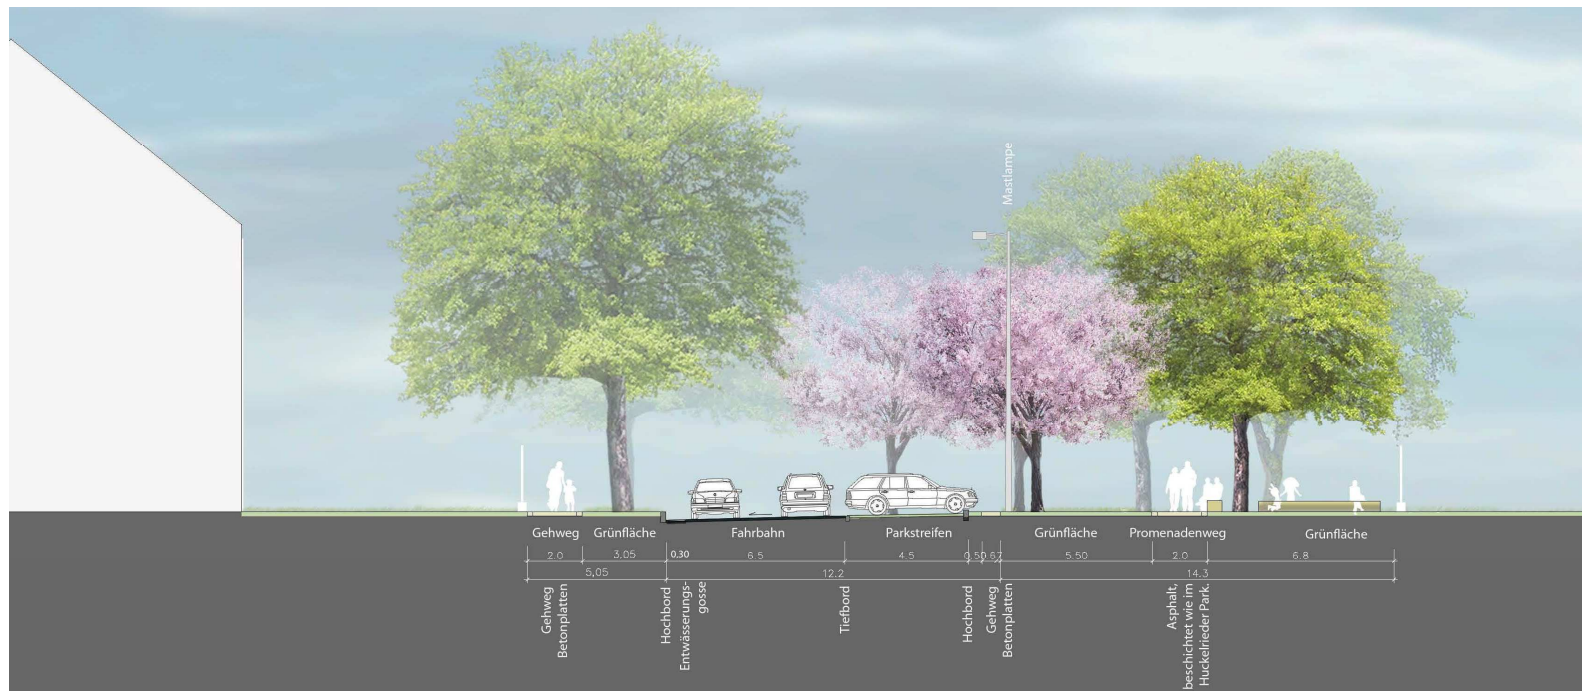 Mastlampe
Gehweg
Grünfläche
Fahrbahn
Parkstreifen
Grünfläche
Promenadenweg
Grünfläche
2.0
3.05
0.30
6.5
4.5
0.50
67
5.50
2.0
6.8
5,05
12.2
14.3
Gehweg
Betonplatten
Hochbord
Entwässerungs-
gosse
Tiefbord
Hochbord
Gehweg
Betonplatten
Asphalt,
beschichtet wie im
Huckelrieder Park.